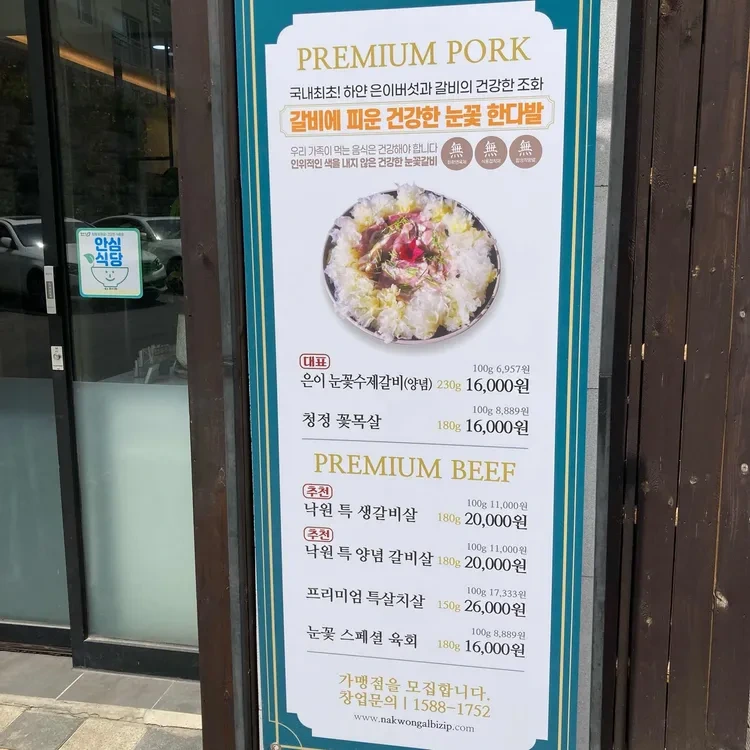 PREMIUM PORK
국내최초! 하얀 은이버섯과 갈비의 건강한 조화
갈비에 피운 건강한 눈꽃 한다발
우리 가족이 먹는 음식은 건강해야 합니다
인위적인 색을 내지 않은 건강한 눈꽃갈비
無 無 無
안심
식당
대표
100g 6,957원
은이 눈꽃수제갈비(양념) 230g 16,000원
100g 8,889원
청정 꽃목살 180g 16,000원
PREMIUM BEEF
추천
100g 11,000원
낙원 특 생갈비살 180g 20,000원
추천
100g 11,000원
낙원 특 양념 갈비살 180g 20,000원
100g 17,333원
프리미엄 특살치살 150g 26,000원
100g 8,889원
눈꽃 스페셜 육회 180g 16,000원
가맹점을 모집합니다.
창업문의 | 1588-1752
www.nakwongalbizip.com